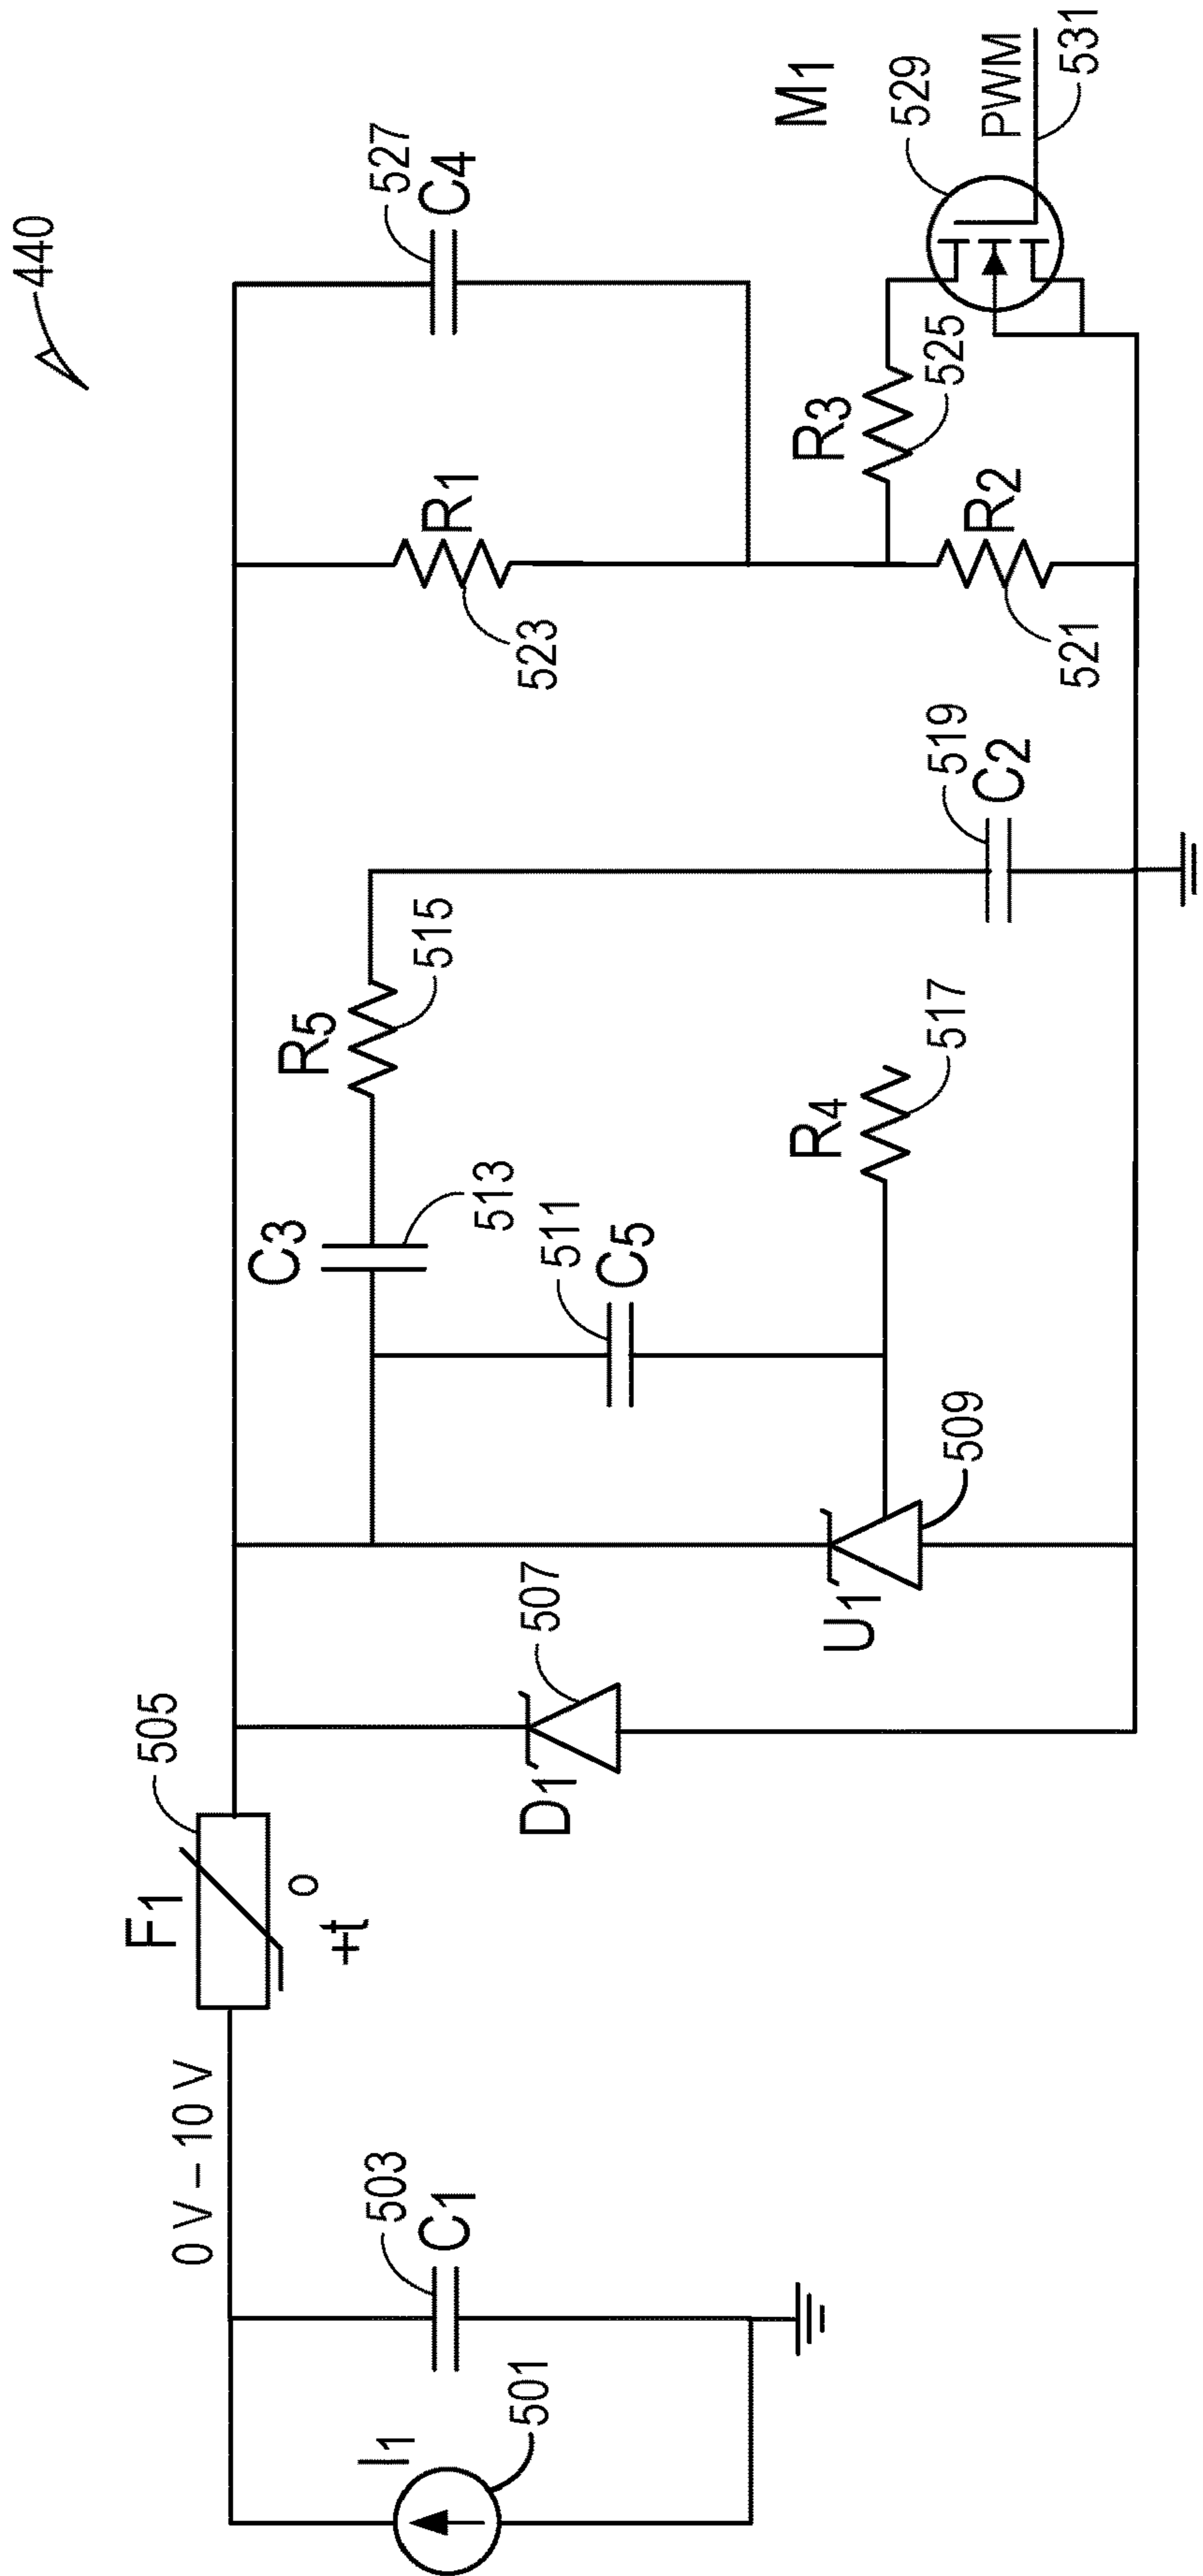 440
I1
501
503
C1
0 V – 10 V
F1
+t°
505
D1
507
U1
509
C3
513
511
C5
R5
515
R4
517
519
C2
R1
523
527
C4
R3
525
R2
521
M1
529
PWM
531